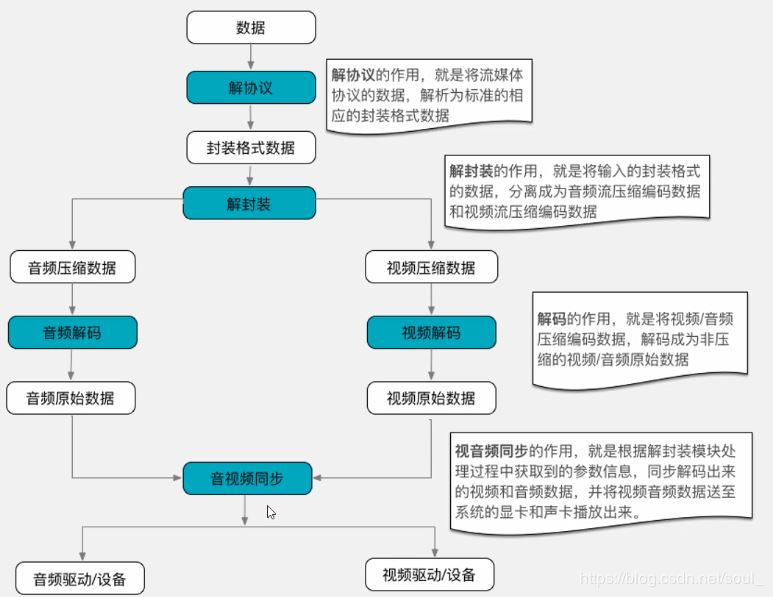 数据
解协议
解协议的作用，就是将流媒体
协议的数据，解析为标准的相
应的封装格式数据
封装格式数据
解封装
解封装的作用，就是将输入的封装格式
的数据，分离成为音频流压缩编码数据
和视频流压缩编码数据
音频压缩数据
视频压缩数据
音频解码
视频解码
解码的作用，就是将视频/音频
压缩编码数据，解码成为非压
缩的视频/音频原始数据
音频原始数据
视频原始数据
音视频同步
视音频同步的作用，就是根据解封装模块处
理过程中获取到的参数信息，同步解码出来
的视频和音频数据，并将视频音频数据送至
系统的显卡和声卡播放出来。
音频驱动/设备
视频驱动/设备
https://blog.csdn.net/soul_